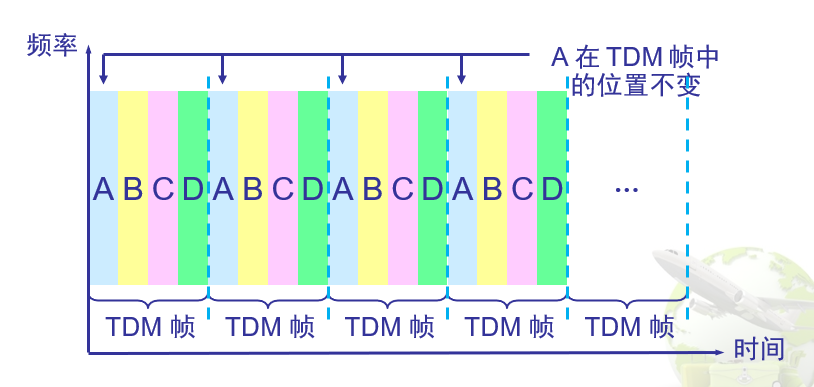 频率
A 在 TDM 帧中
的位置不变
A B C D A B C D A B C D A B C D ...
TDM 帧 TDM 帧 TDM 帧 TDM 帧 TDM 帧
时间